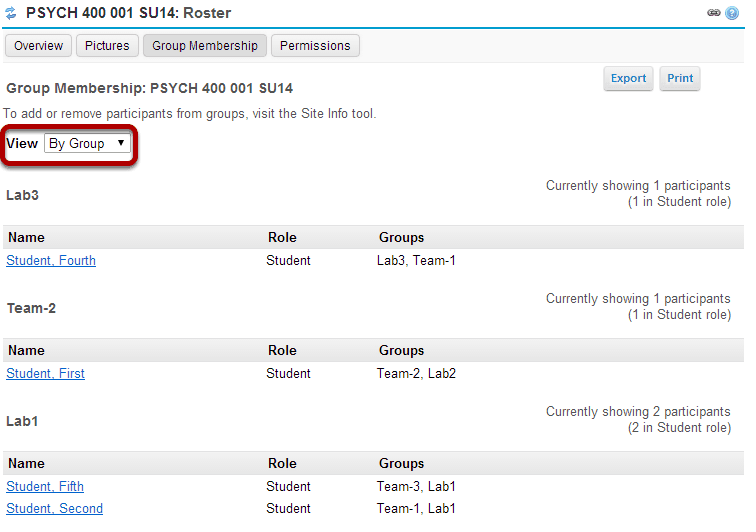 PSYCH 400 001 SU14: Roster
Overview Pictures Group Membership Permissions
Group Membership: PSYCH 400 001 SU14 Export Print
To add or remove participants from groups, visit the Site Info tool.
View By Group
Lab3 Currently showing 1 participants
(1 in Student role)
Name Role Groups
Student, Fourth Student Lab3, Team-1
Team-2 Currently showing 1 participants
(1 in Student role)
Name Role Groups
Student, First Student Team-2, Lab2
Lab1 Currently showing 2 participants
(2 in Student role)
Name Role Groups
Student, Fifth Student Team-3, Lab1
Student, Second Student Team-1, Lab1